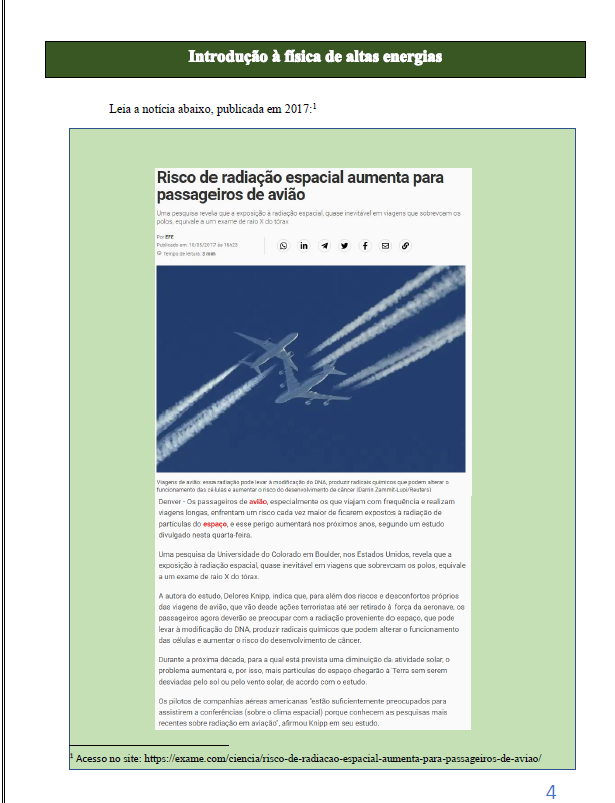 Introdução à física de altas energias
Leia a notícia abaixo, publicada em 2017:¹
Risco de radiação espacial aumenta para
passageiros de avião
Uma pesquisa revela que a exposição à radiação espacial, quase inevitável em viagens que sobrevoam os
polos, equivale a um exame de raio X do tórax
Por EFE
Publicado em: 10/05/2017 às 16h23
Tempo de leitura: 3 min
Viagens de avião: essa radiação pode levar à modificação do DNA, produzir radicais químicos que podem alterar o
funcionamento das células e aumentar o risco do desenvolvimento de câncer (Darrin Zammit-Lupi/Reuters)
Denver - Os passageiros de avião, especialmente os que viajam com frequência e realizam
viagens longas, enfrentam um risco cada vez maior de ficarem expostos à radiação de
partículas do espaço, e esse perigo aumentará nos próximos anos, segundo um estudo
divulgado nesta quarta-feira.
Uma pesquisa da Universidade do Colorado em Boulder, nos Estados Unidos, revela que a
exposição à radiação espacial, quase inevitável em viagens que sobrevoam os polos, equivale
a um exame de raio X do tórax.
A autora do estudo, Delores Knipp, indica que, para além dos riscos e desconfortos próprios
das viagens de avião, que vão desde ações terroristas até ser retirado à força da aeronave, os
passageiros agora deverão se preocupar com a radiação proveniente do espaço, que pode
levar à modificação do DNA, produzir radicais químicos que podem alterar o funcionamento
das células e aumentar o risco do desenvolvimento de câncer.
Durante a próxima década, para a qual está prevista uma diminuição da atividade solar, o
problema aumentará e, por isso, mais partículas do espaço chegarão à Terra sem serem
desviadas pelo sol ou pelo vento solar, de acordo com o estudo.
Os pilotos de companhias aéreas americanas "estão suficientemente preocupados para
assistirem a conferências (sobre o clima espacial) porque conhecem as pesquisas mais
recentes sobre radiação em aviação", afirmou Knipp em seu estudo.
¹ Acesso no site: https://exame.com/ciencia/risco-de-radiacao-espacial-aumenta-para-passageiros-de-aviao/
4